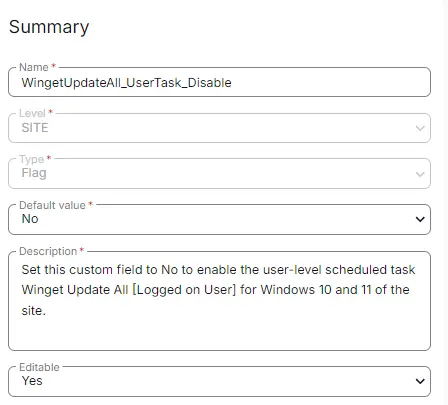 Summary
Name *
WingetUpdateAll_UserTask_Disable
Level *
SITE
Type *
Flag
Default value *
No
Description *
Set this custom field to No to enable the user-level scheduled task
Winget Update All [Logged on User] for Windows 10 and 11 of the
site.
Editable
Yes